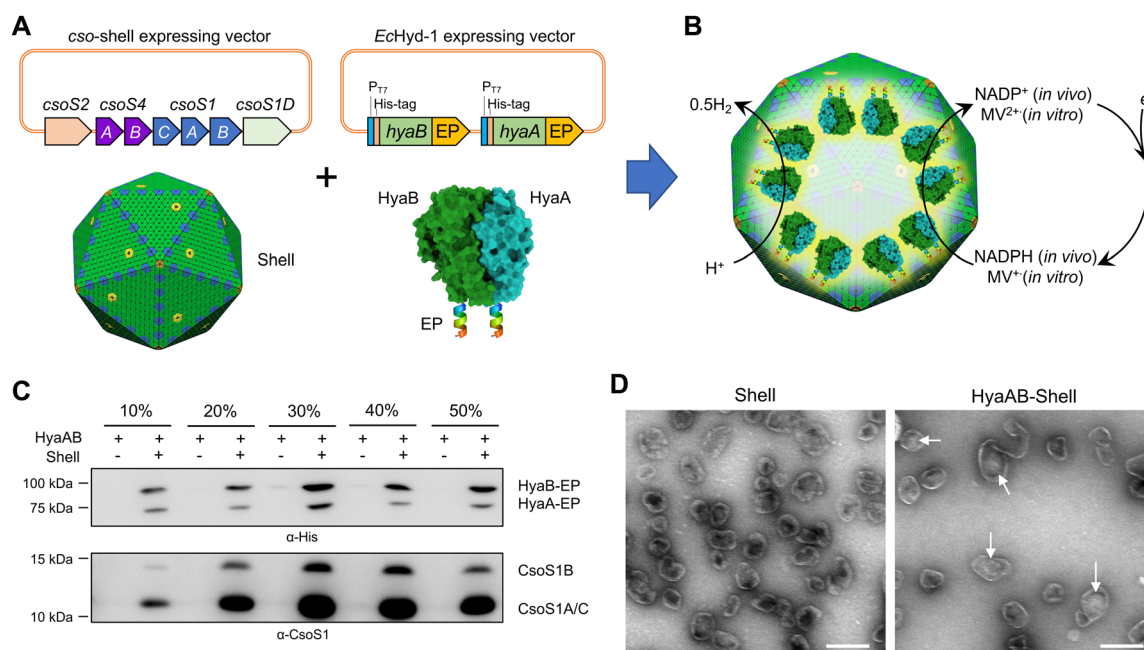 A
cso-shell expressing vector
csoS2
csoS4
csoS1
csoS1D
A
B
C
A
B
Shell
+
EcHyd-1 expressing vector
PT7
His-tag
PT7
His-tag
hyaB
EP
hyaA
EP
HyaB
HyaA
EP
B
0.5H2
H+
NADP+ (in vivo)
MV2+ (in vitro)
e
NADPH (in vivo)
MV+· (in vitro)
C
10% 20% 30% 40% 50%
HyaAB + + + + + + + + + +
Shell - + - + - + - + - +
100 kDa
75 kDa
HyaB-EP
HyaA-EP
α-His
15 kDa
10 kDa
CsoS1B
CsoS1A/C
α-CsoS1
D
Shell
HyaAB-Shell